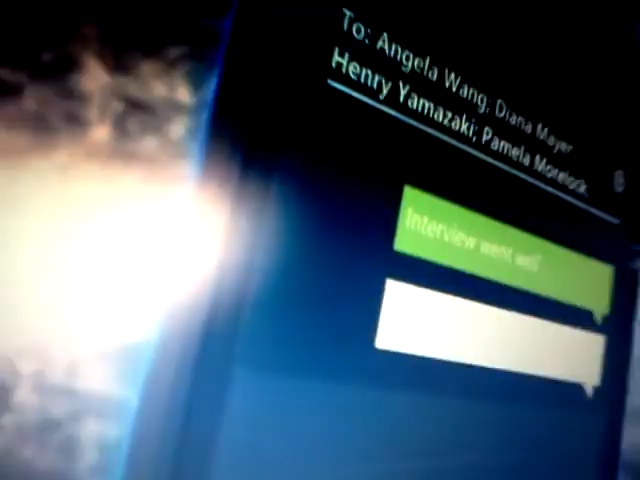 To: Angela Wang; Diana Mayer
Henry Yamazaki; Pamela Morelock
Interview went well